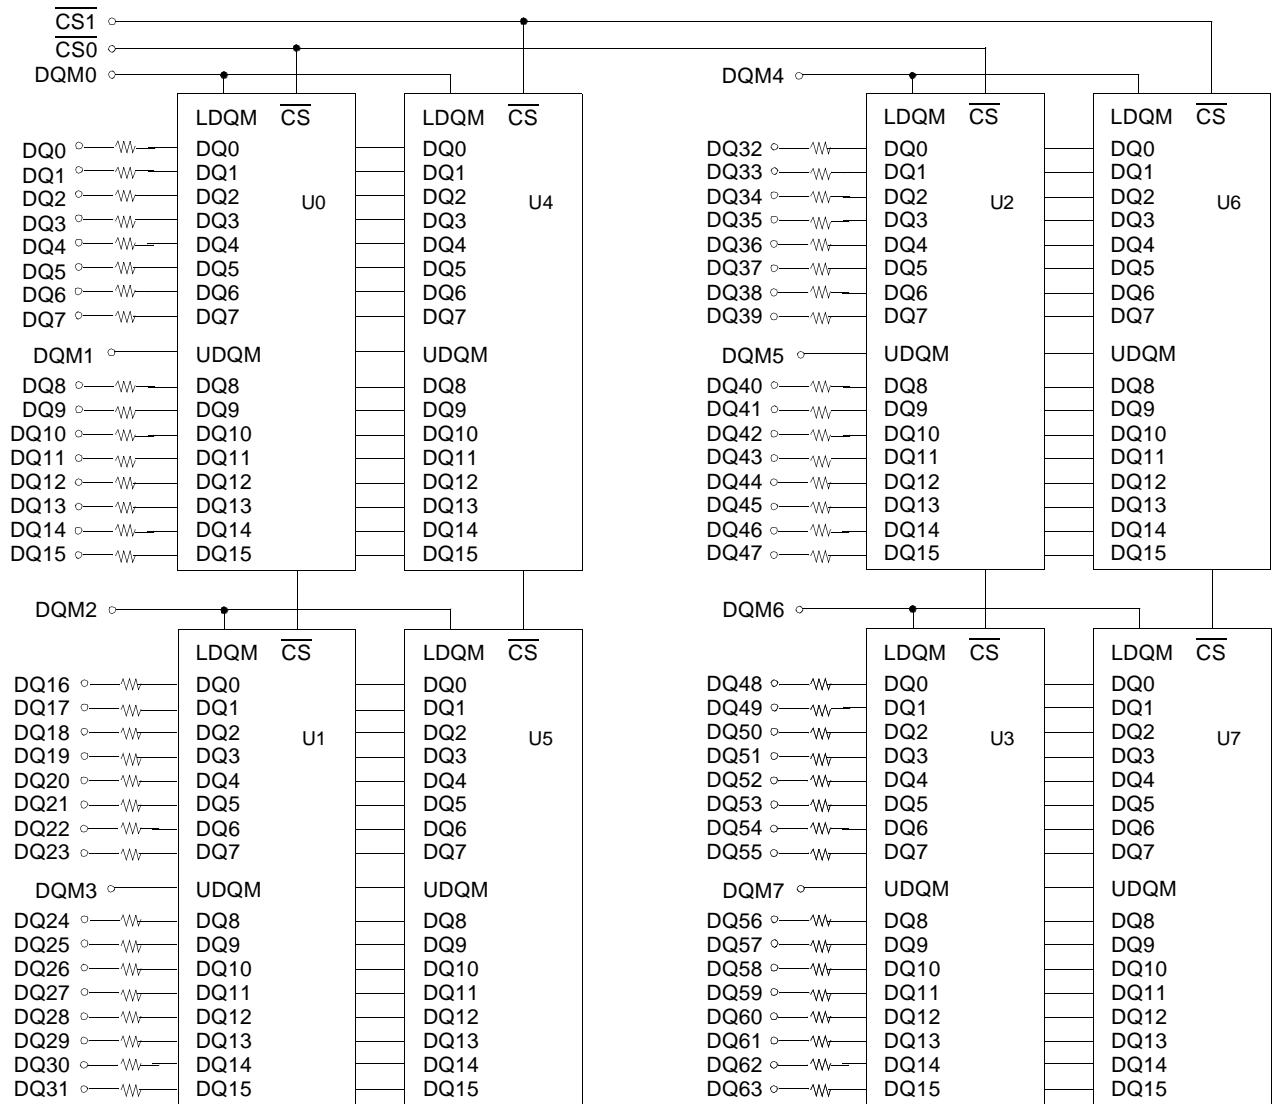 CS1
CS0
DQM0 DQM4
LDQM CS LDQM CS LDQM CS LDQM CS
DQ0 DQ0 DQ0 DQ32 DQ0 DQ0
DQ1 DQ1 DQ1 DQ33 DQ1 DQ1
DQ2 DQ2 U0 DQ2 U4 DQ34 DQ2 U2 DQ2 U6
DQ3 DQ3 DQ3 DQ35 DQ3 DQ3
DQ4 DQ4 DQ4 DQ36 DQ4 DQ4
DQ5 DQ5 DQ5 DQ37 DQ5 DQ5
DQ6 DQ6 DQ6 DQ38 DQ6 DQ6
DQ7 DQ7 DQ7 DQ39 DQ7 DQ7
DQM1 UDQM UDQM DQM5 UDQM UDQM
DQ8 DQ8 DQ8 DQ40 DQ8 DQ8
DQ9 DQ9 DQ9 DQ41 DQ9 DQ9
DQ10 DQ10 DQ10 DQ42 DQ10 DQ10
DQ11 DQ11 DQ11 DQ43 DQ11 DQ11
DQ12 DQ12 DQ12 DQ44 DQ12 DQ12
DQ13 DQ13 DQ13 DQ45 DQ13 DQ13
DQ14 DQ14 DQ14 DQ46 DQ14 DQ14
DQ15 DQ15 DQ15 DQ47 DQ15 DQ15
DQM2 DQM6
LDQM CS LDQM CS LDQM CS LDQM CS
DQ16 DQ0 DQ0 DQ48 DQ0 DQ0
DQ17 DQ1 DQ1 DQ49 DQ1 DQ1
DQ18 DQ2 U1 DQ2 U5 DQ50 DQ2 U3 DQ2 U7
DQ19 DQ3 DQ3 DQ51 DQ3 DQ3
DQ20 DQ4 DQ4 DQ52 DQ4 DQ4
DQ21 DQ5 DQ5 DQ53 DQ5 DQ5
DQ22 DQ6 DQ6 DQ54 DQ6 DQ6
DQ23 DQ7 DQ7 DQ55 DQ7 DQ7
DQM3 UDQM UDQM DQM7 UDQM UDQM
DQ24 DQ8 DQ8 DQ56 DQ8 DQ8
DQ25 DQ9 DQ9 DQ57 DQ9 DQ9
DQ26 DQ10 DQ10 DQ58 DQ10 DQ10
DQ27 DQ11 DQ11 DQ59 DQ11 DQ11
DQ28 DQ12 DQ12 DQ60 DQ12 DQ12
DQ29 DQ13 DQ13 DQ61 DQ13 DQ13
DQ30 DQ14 DQ14 DQ62 DQ14 DQ14
DQ31 DQ15 DQ15 DQ63 DQ15 DQ15